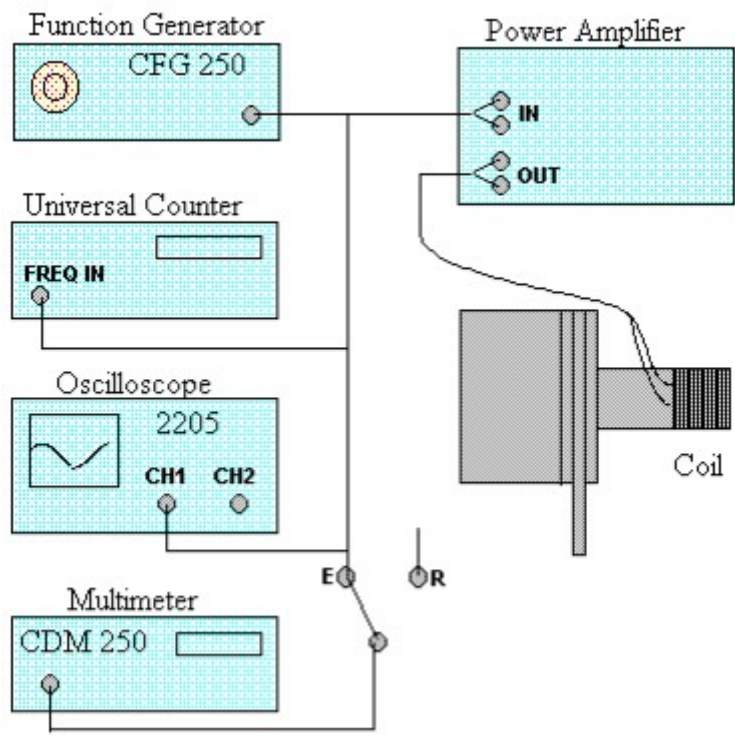 Function Generator
CFG 250
Power Amplifier
IN
OUT
Universal Counter
FREQ IN
Oscilloscope
2205
CH1 CH2
Coil
E
R
Multimeter
CDM 250